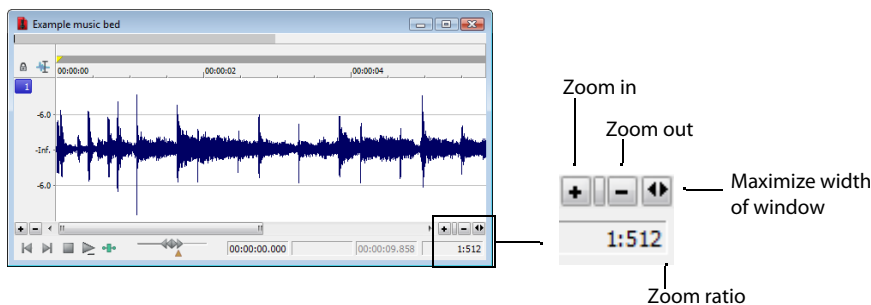 Example music bed
00:00:00 00:00:02 00:00:04
1
-6.0
-Inf.
-6.0
00:00:00.000 00:00:09.858 1:512
Zoom in
Zoom out
Maximize width
of window
1:512
Zoom ratio